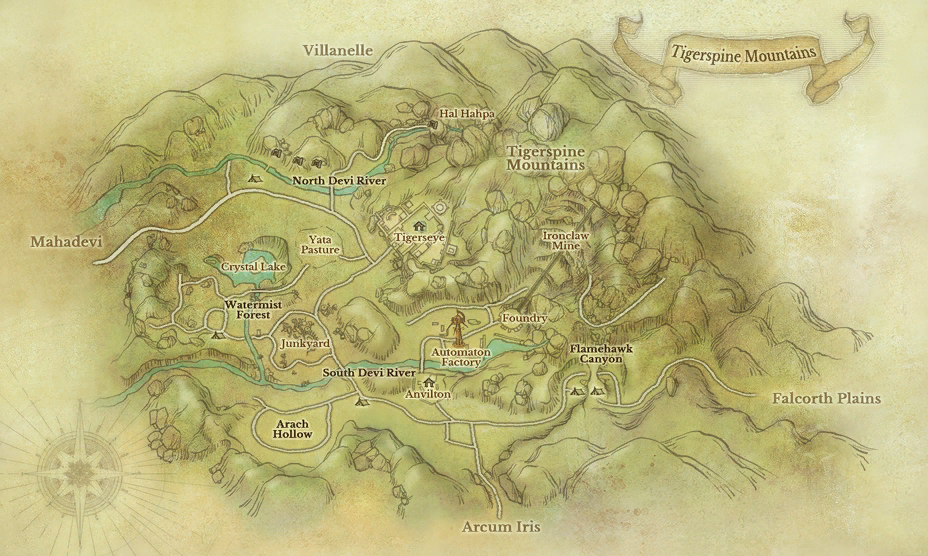 Tigerspine Mountains
Villanelle
Hal Hahpa
Tigerspine
Mountains
North Devi River
Mahadevi
Yata
Pasture
Tigerseye
Ironclaw
Mine
Crystal Lake
Watermist
Forest
Foundry
Junkyard
Automaton
Factory
Flamehawk
Canyon
South Devi River
Anvilton
Falcorth Plains
Arach
Hollow
Arcum Iris